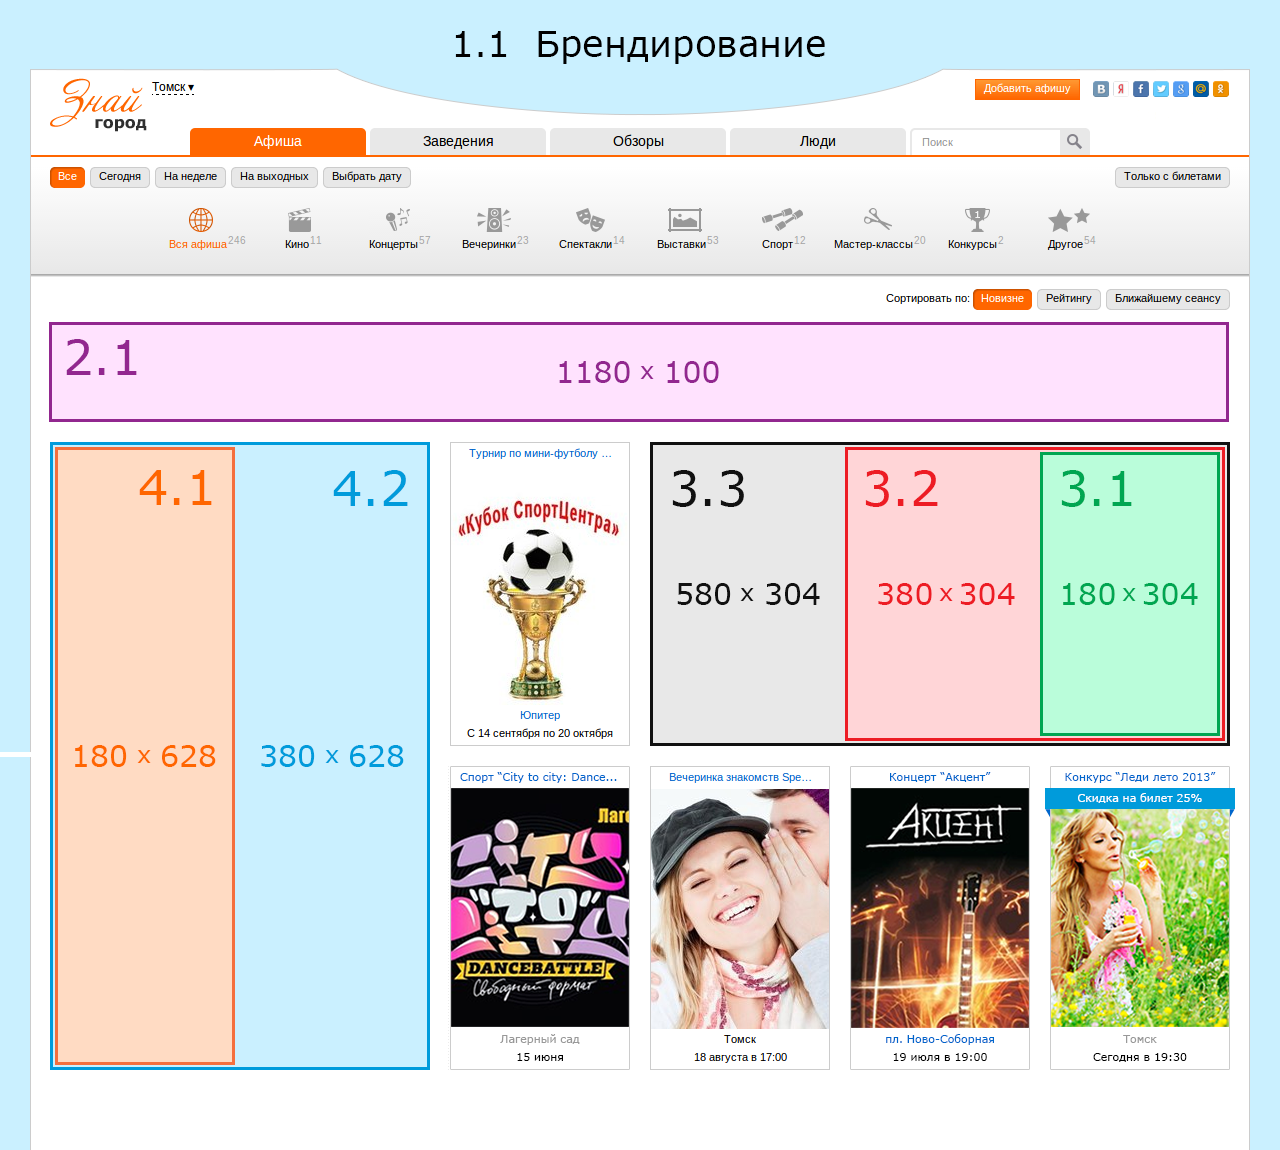 1.1 Брендирование
Знай город
Томск ▾
Добавить афишу
Афиша Заведения Обзоры Люди Поиск
Все Сегодня На неделе На выходных Выбрать дату Только с билетами
Вся афиша 246 Кино 11 Концерты 57 Вечеринки 23 Спектакли 14 Выставки 53 Спорт 12 Мастер-классы 20 Конкурсы 2 Другое 54
Сортировать по: Новизне Рейтингу Ближайшему сеансу
2.1
1180 x 100
4.1 4.2
180 x 628 380 x 628
Турнир по мини-футболу ...
«Кубок СпортЦентра»
Юпитер
С 14 сентября по 20 октября
3.3 3.2 3.1
580 x 304 380 x 304 180 x 304
Спорт “City to city: Dance...
Лаге
CITY
"TO"
CITY
DANCEBATTLE
Свободный формат
Лагерный сад
15 июня
Вечеринка знакомств Spe...
Томск
18 августа в 17:00
Концерт “Акцент”
АКЦЕНТ
пл. Ново-Соборная
19 июля в 19:00
Конкурс “Леди лето 2013”
Скидка на билет 25%
Томск
Сегодня в 19:30